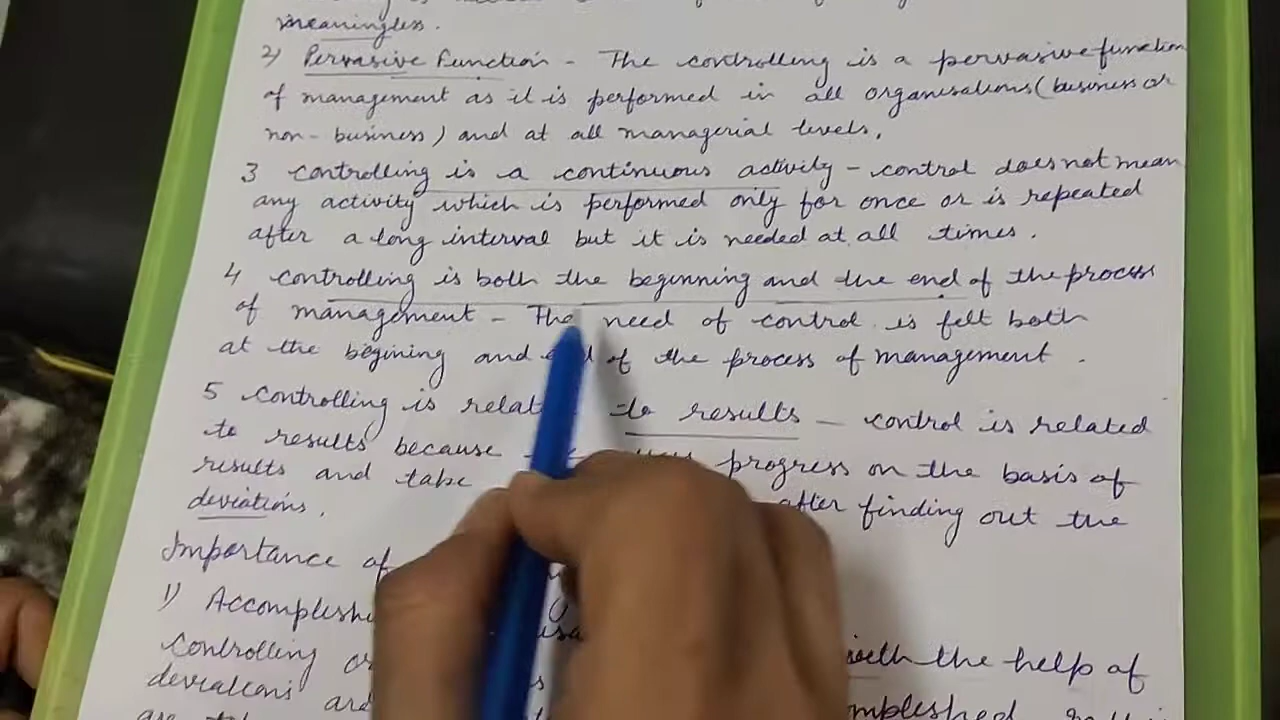 meaningless.
2) Pervasive Function - The controlling is a pervasive function
of management as it is performed in all organisations (business or
non-business) and at all managerial levels.
3 controlling is a continuous activity - control does not mean
any activity which is performed only for once or is repeated
after a long interval but it is needed at all times.
4 controlling is both the beginning and the end of the process
of management - The need of control is felt both
at the begining and of the process of management.
5 controlling is to results - control is related
to results because progress on the basis of
results and take after finding out the
deviations.
Importance of
1) 
controlling with the help of
deviations